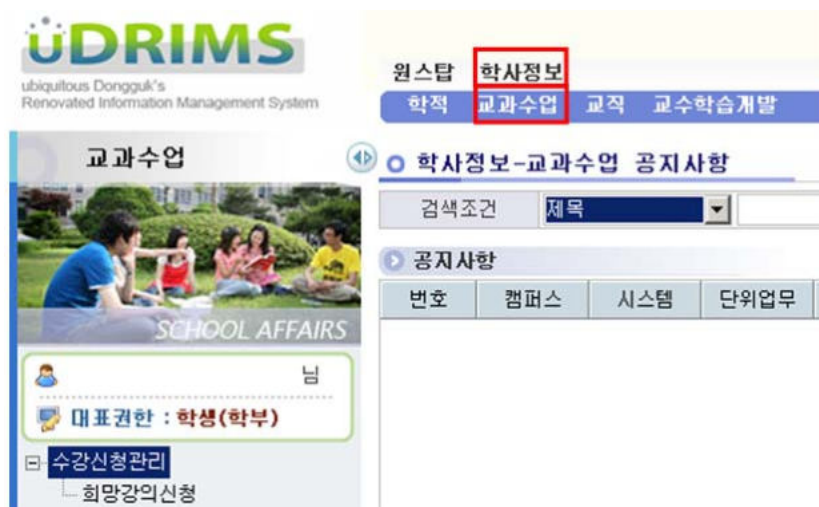 uDRIMS
ubiquitous Dongguk's
Renovated Information Management System
원스탑 학사정보
학적 교과수업 교직 교수학습개발
교과수업
학사정보-교과수업 공지사항
검색조건 제목
공지사항
번호 캠퍼스 시스템 단위업무
SCHOOL AFFAIRS
님
대표권한 : 학생(학부)
수강신청관리
희망강의신청